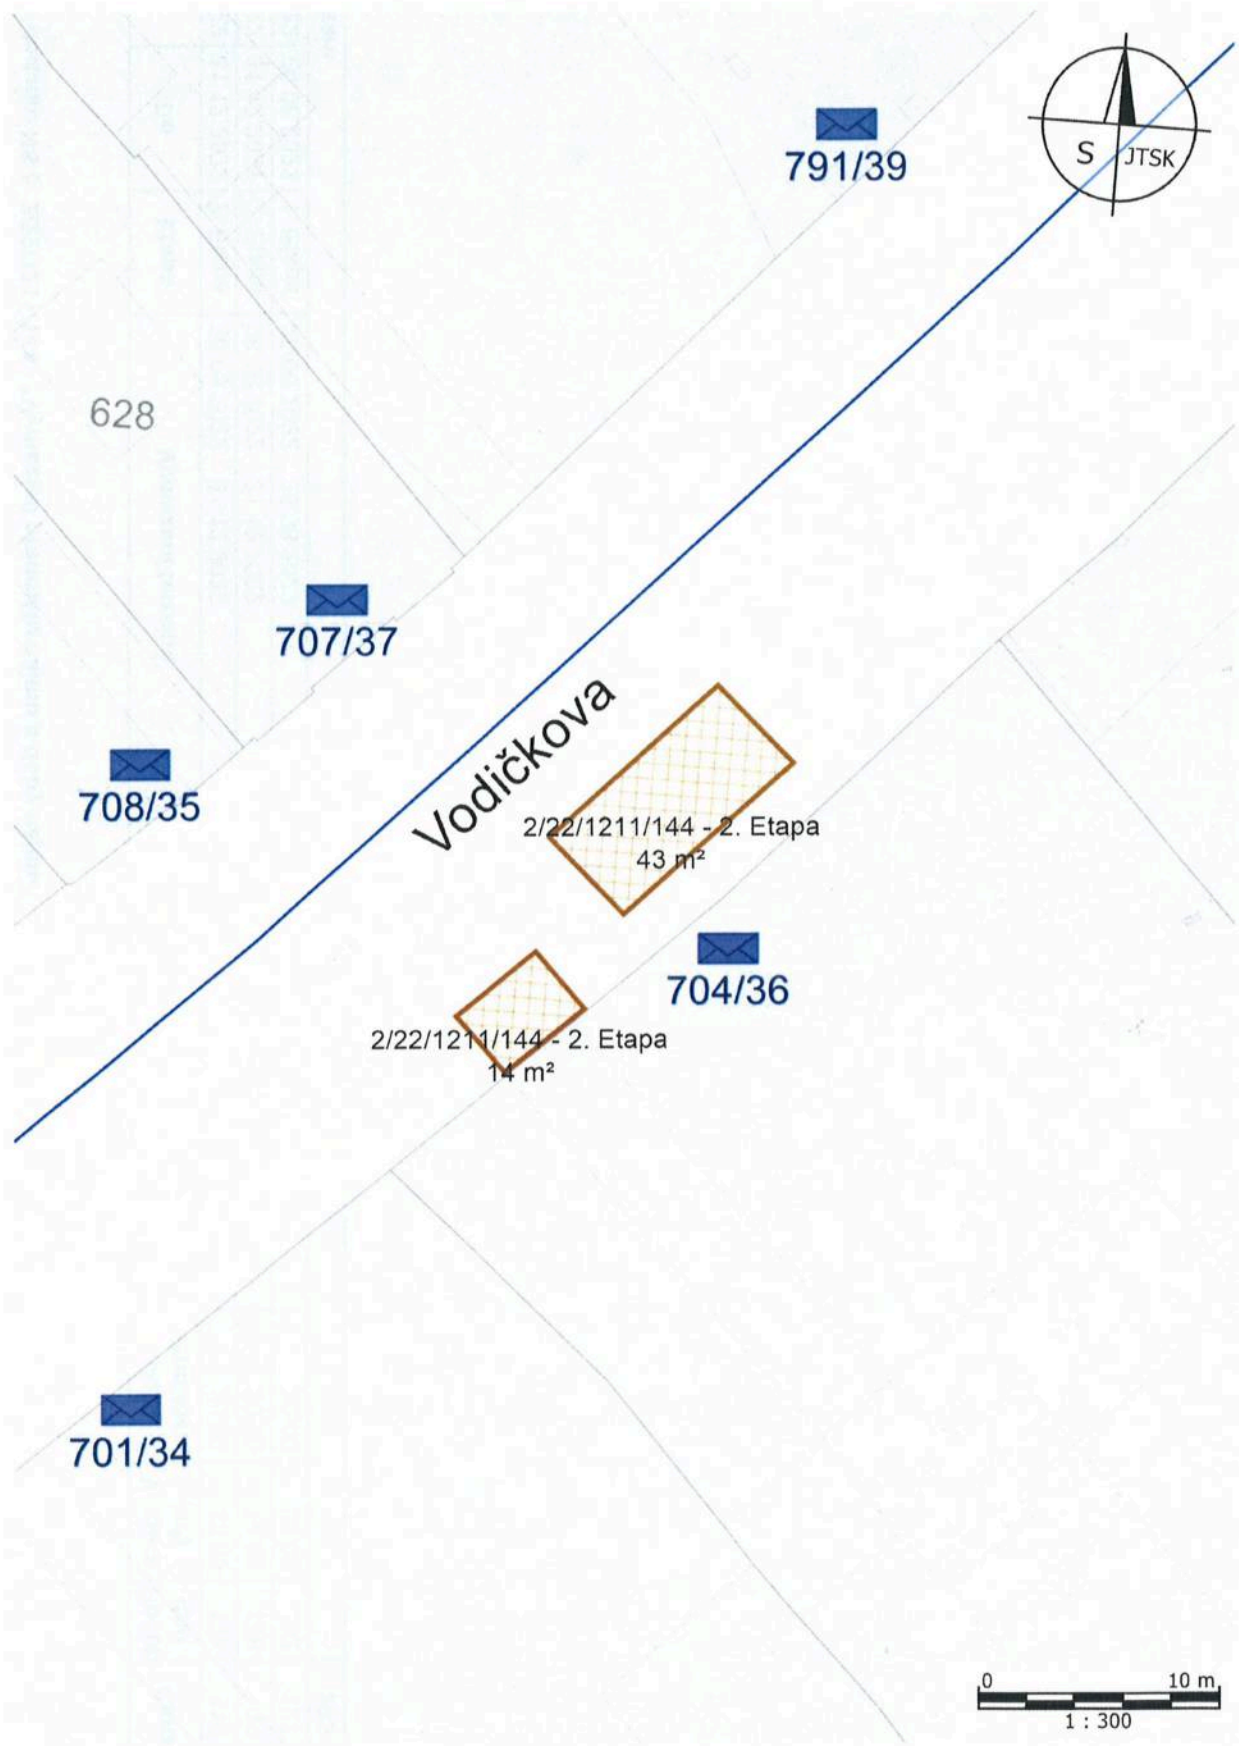 791/39
S JTSK
628
707/37
Vodičkova
708/35
2/22/1211/144 - 2. Etapa
43 m²
704/36
2/22/1211/144 - 2. Etapa
14 m²
701/34
0 10 m
1 : 300